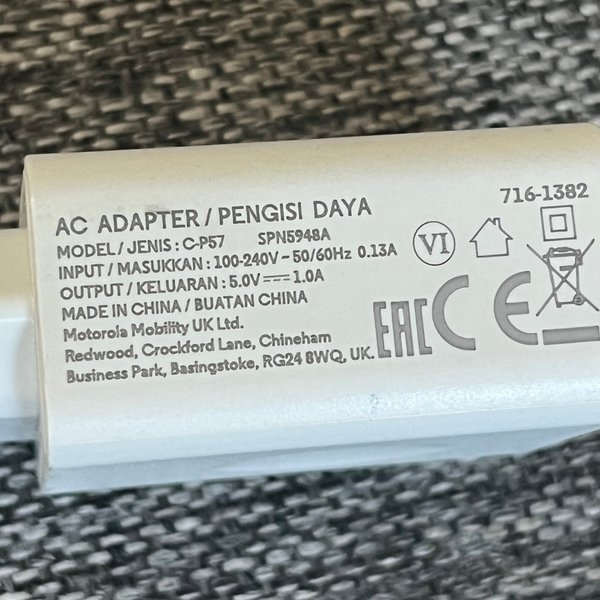 AC ADAPTER / PENGISI DAYA
MODEL / JENIS : C-P57 SPN5948A
INPUT / MASUKKAN : 100-240V ~ 50/60Hz 0.13A
OUTPUT / KELUARAN : 5.0V⎓1.0A
MADE IN CHINA / BUATAN CHINA
Motorola Mobility UK Ltd.
Redwood, Crockford Lane, Chineham
Business Park, Basingstoke, RG24 8WQ, UK.
716-1382
VI
EAC CE